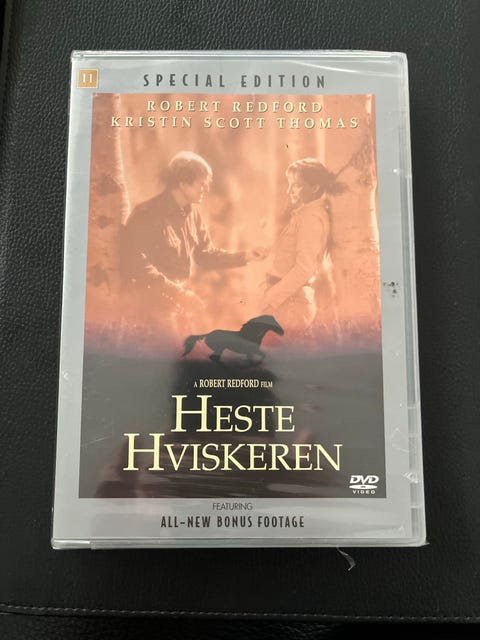 11
SPECIAL EDITION
ROBERT REDFORD
KRISTIN SCOTT THOMAS
A ROBERT REDFORD FILM
HESTE
HVISKEREN
DVD
VIDEO
FEATURING
ALL-NEW BONUS FOOTAGE